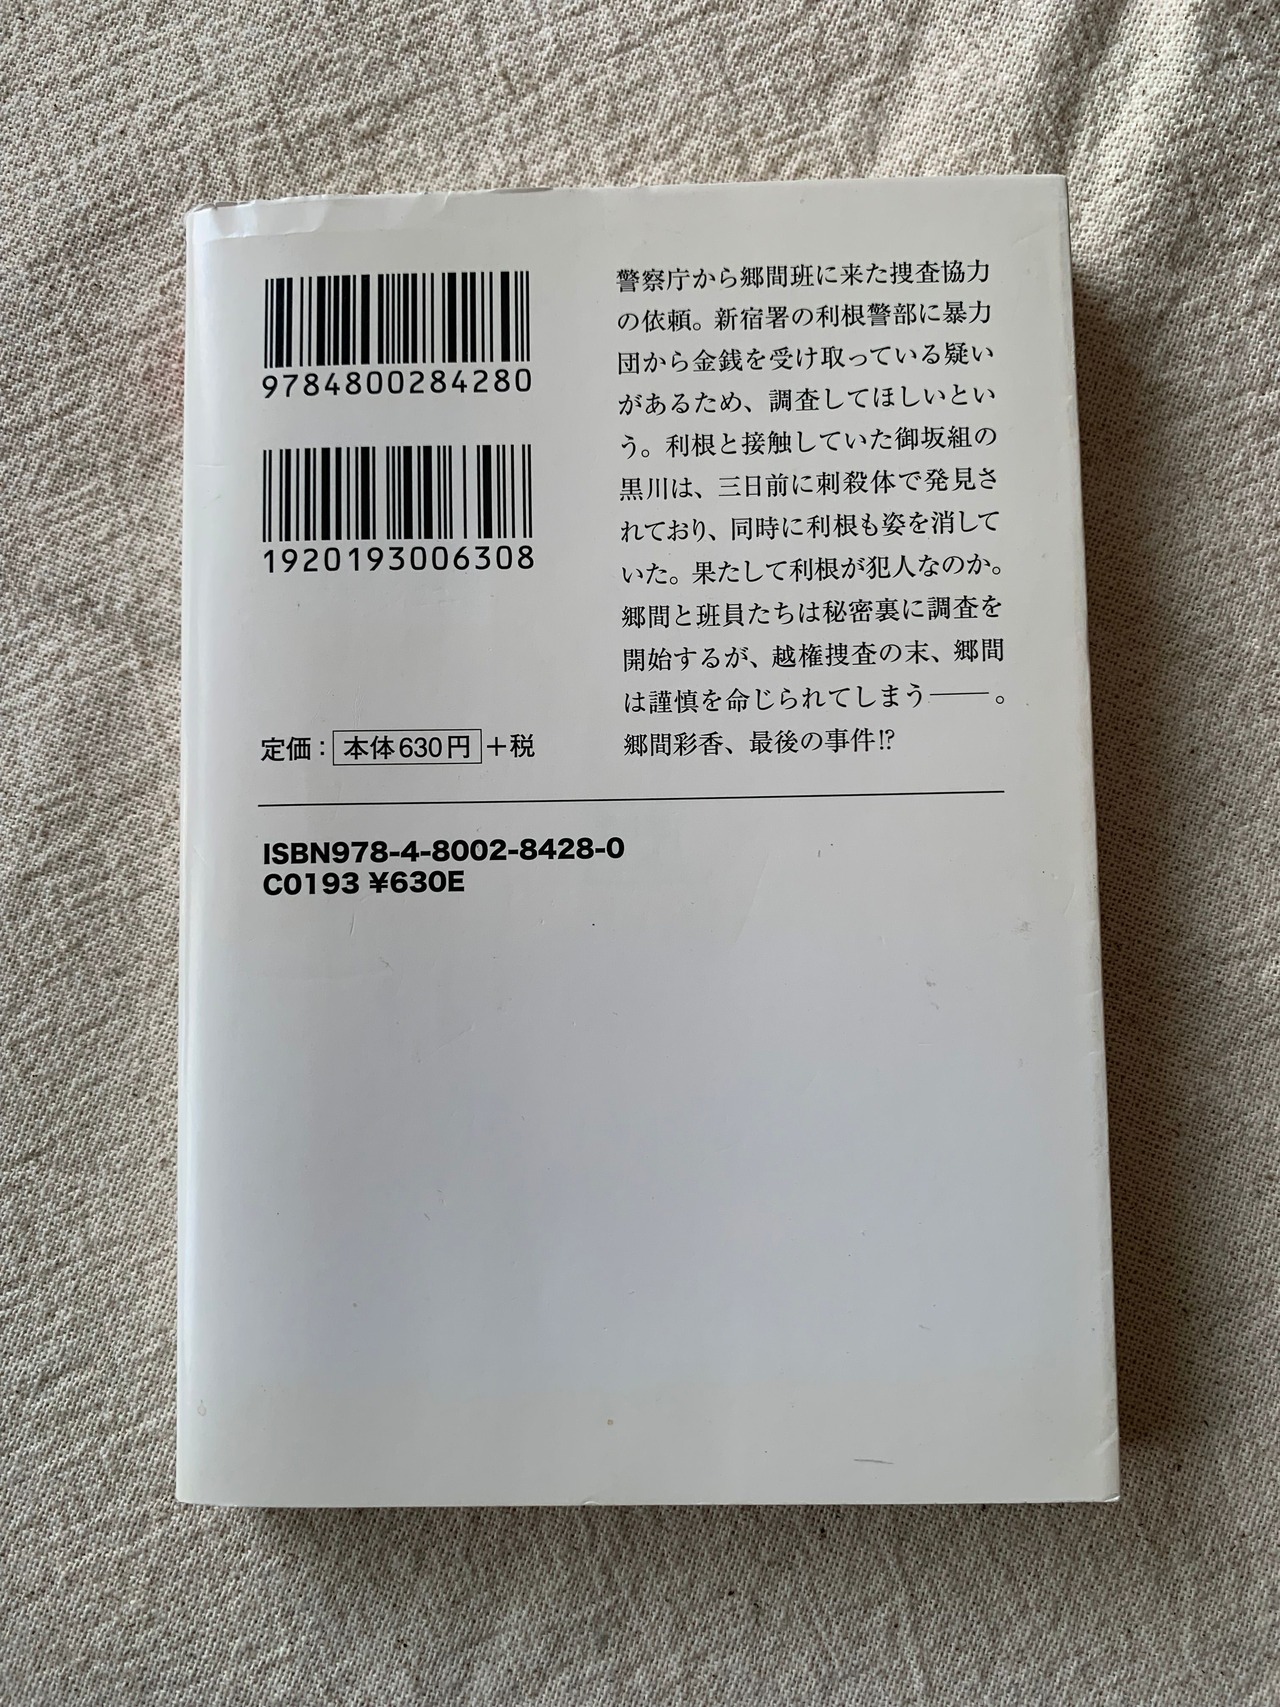 9784800284280
1920193006308
定価：本体630円＋税
警察庁から郷間班に来た捜査協力
の依頼。新宿署の利根警部に暴力
団から金銭を受け取っている疑い
があるため、調査してほしいとい
う。利根と接触していた御坂組の
黒川は、三日前に刺殺体で発見さ
れており、同時に利根も姿を消して
いた。果たして利根が犯人なのか。
郷間と班員たちは秘密裏に調査を
開始するが、越権捜査の末、郷間
は謹慎を命じられてしまう――。
郷間彩香、最後の事件!?
ISBN978-4-8002-8428-0
C0193 ¥630E